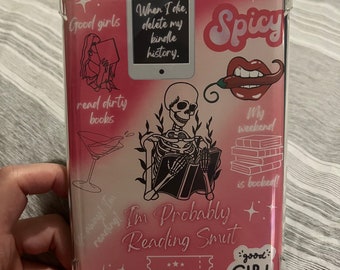 Good girls
When I die,
delete my
kindle
history.
Spicy
read dirty
books
My
weekend
is booked!
I'm Probably
Reading Smut
good
GIRL